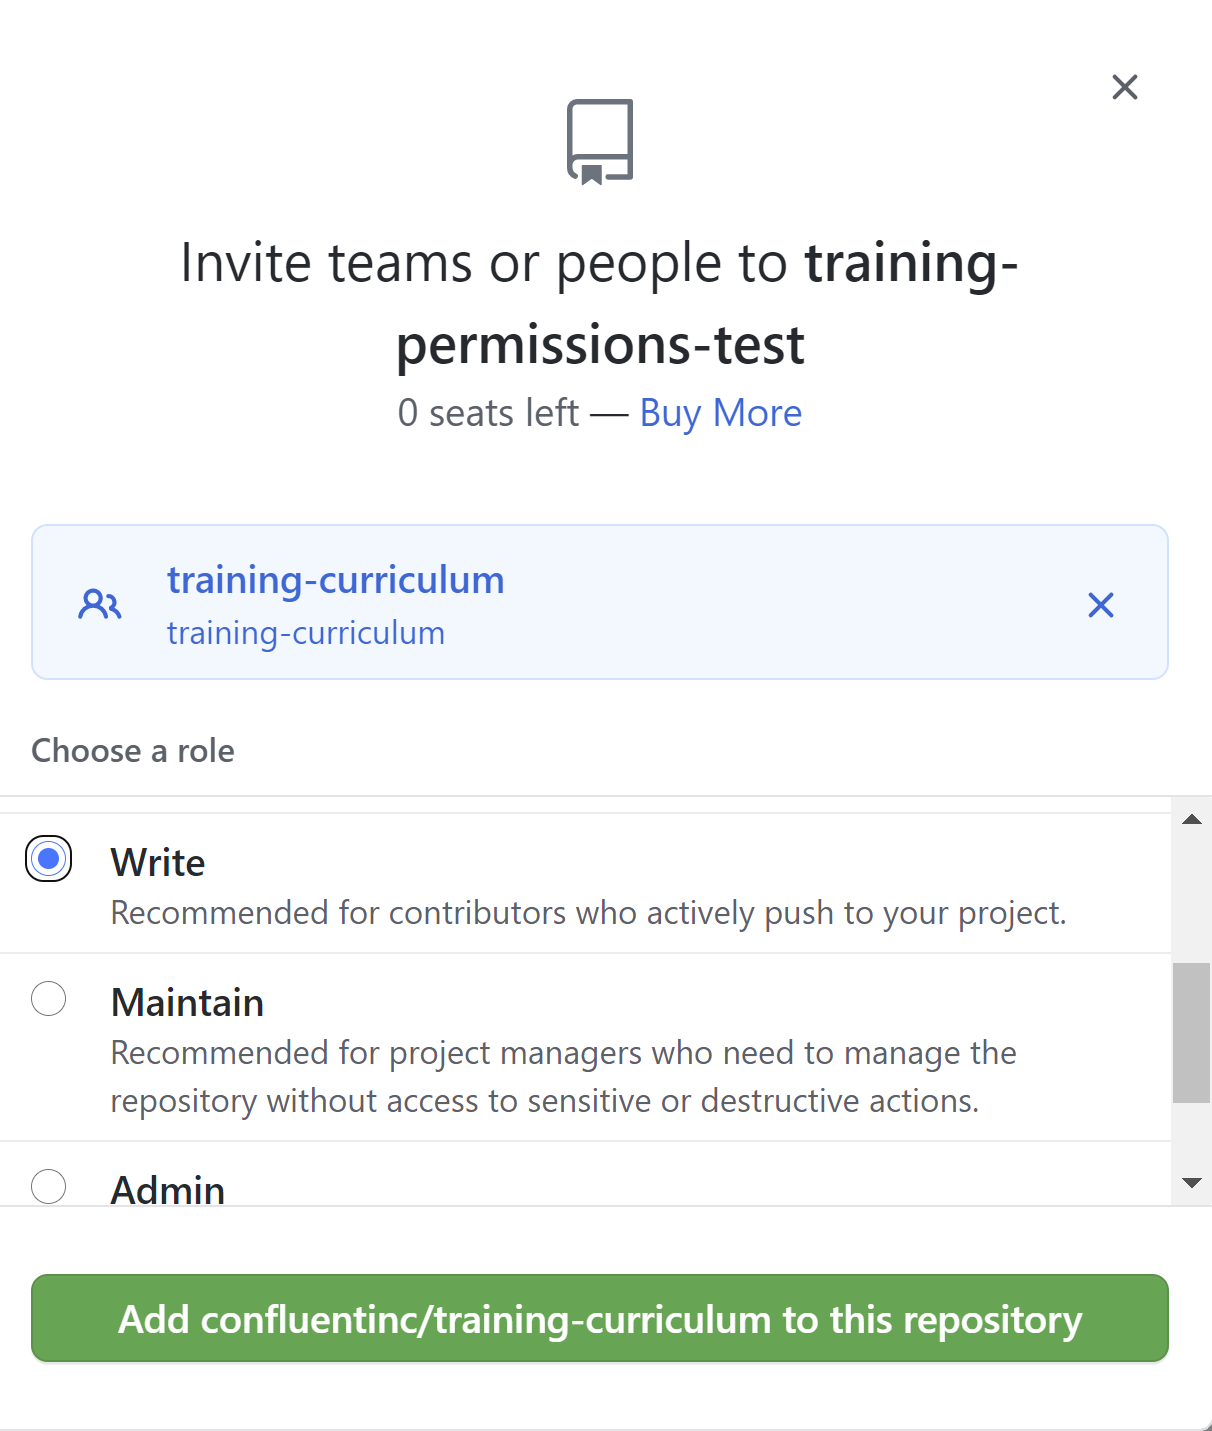 Invite teams or people to training-
permissions-test
0 seats left — Buy More
training-curriculum
training-curriculum
Choose a role
Write
Recommended for contributors who actively push to your project.
Maintain
Recommended for project managers who need to manage the
repository without access to sensitive or destructive actions.
Admin
Add confluentinc/training-curriculum to this repository